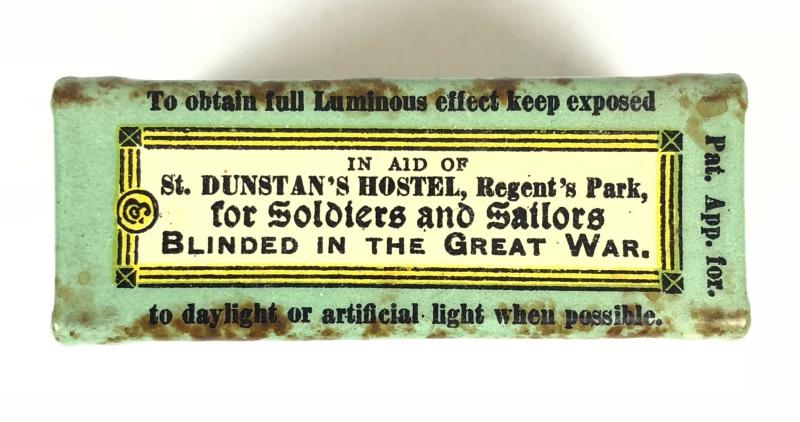 To obtain full Luminous effect keep exposed
IN AID OF
St. DUNSTAN'S HOSTEL, Regent's Park,
for Soldiers and Sailors
BLINDED IN THE GREAT WAR.
to daylight or artificial light when possible.
Pat. App. for.